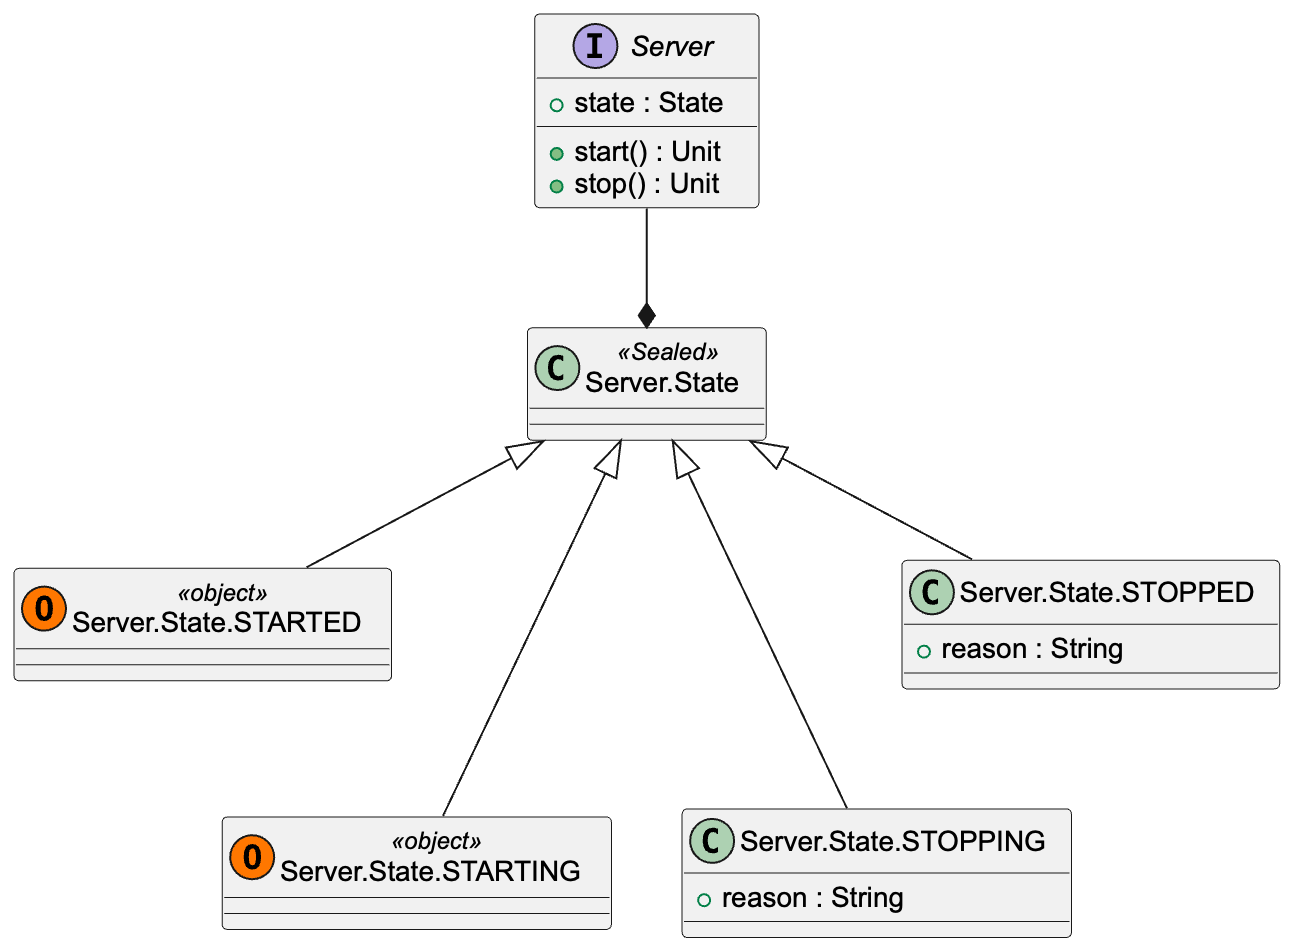 I Server
state : State
start() : Unit
stop() : Unit
«Sealed»
C Server.State
«object»
O Server.State.STARTED
C Server.State.STOPPED
reason : String
«object»
O Server.State.STARTING
C Server.State.STOPPING
reason : String